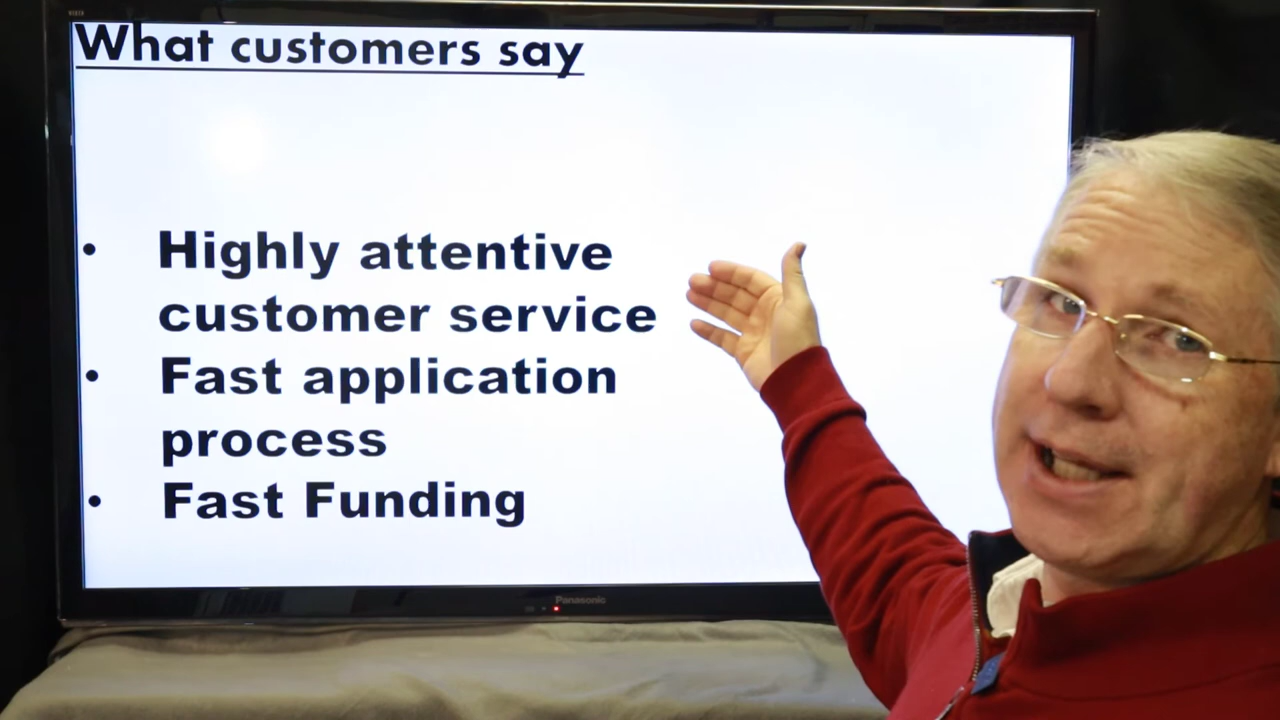 What customers say
• Highly attentive
customer service
• Fast application
process
• Fast Funding
Panasonic